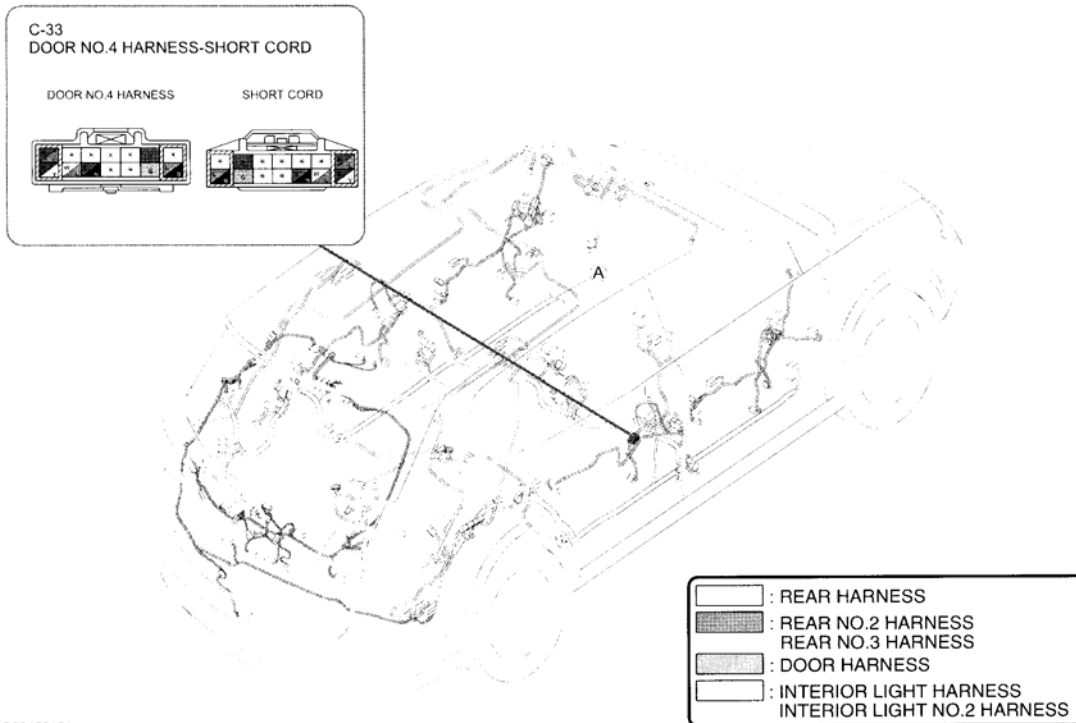 C-33
DOOR NO.4 HARNESS-SHORT CORD
DOOR NO.4 HARNESS
SHORT CORD
A
: REAR HARNESS
: REAR NO.2 HARNESS
REAR NO.3 HARNESS
: DOOR HARNESS
: INTERIOR LIGHT HARNESS
INTERIOR LIGHT NO.2 HARNESS